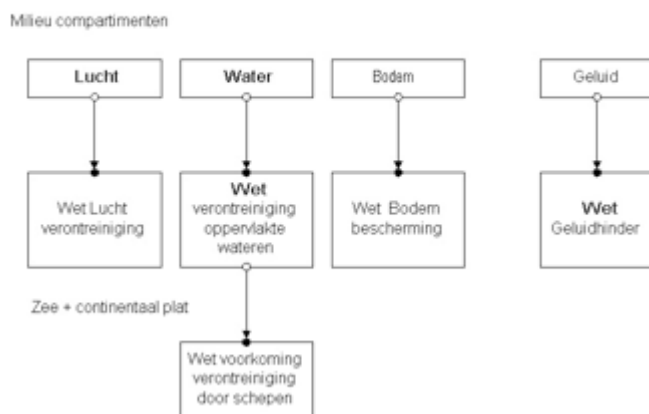 Milieu compartimenten
Lucht
Water
Bodem
Geluid
Wet Lucht
verontreiniging
Wet
verontreiniging
oppervlakte
wateren
Wet Bodem
bescherming
Wet
Geluidhinder
Zee + continentaal plat
Wet voorkoming
verontreiniging
door schepen